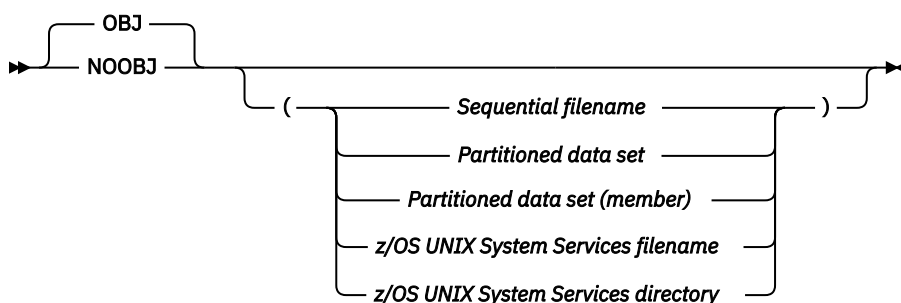 OBJ
NOOBJ
( Sequential filename )
Partitioned data set
Partitioned data set (member)
z/OS UNIX System Services filename
z/OS UNIX System Services directory